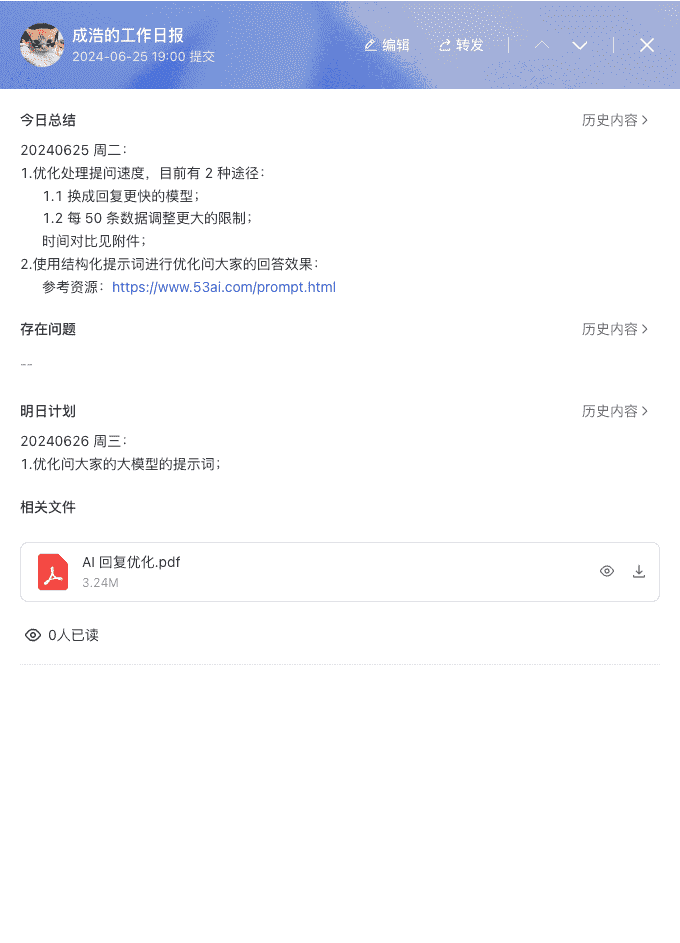 成浩的工作日报
2024-06-25 19:00 提交
编辑
转发
今日总结
历史内容
20240625 周二：
1.优化处理提问速度，目前有 2 种途径：
1.1 换成回复更快的模型；
1.2 每 50 条数据调整更大的限制；
时间对比见附件；
2.使用结构化提示词进行优化问大家的回答效果：
参考资源：https://www.53ai.com/prompt.html
存在问题
历史内容
--
明日计划
历史内容
20240626 周三：
1.优化问大家的大模型的提示词；
相关文件
AI 回复优化.pdf
3.24M
0人已读